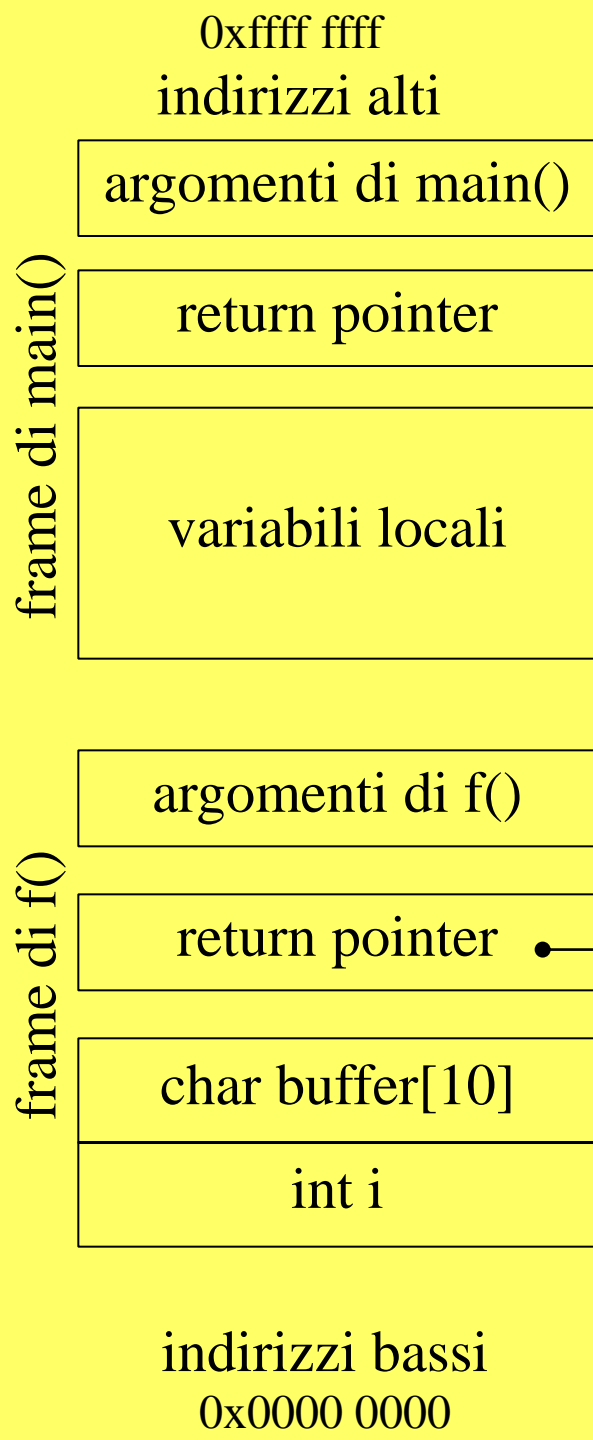 0xffff ffff
indirizzi alti
argomenti di main()
frame di main()
return pointer
variabili locali
argomenti di f()
frame di f()
return pointer
char buffer[10]
int i
indirizzi bassi
0x0000 0000